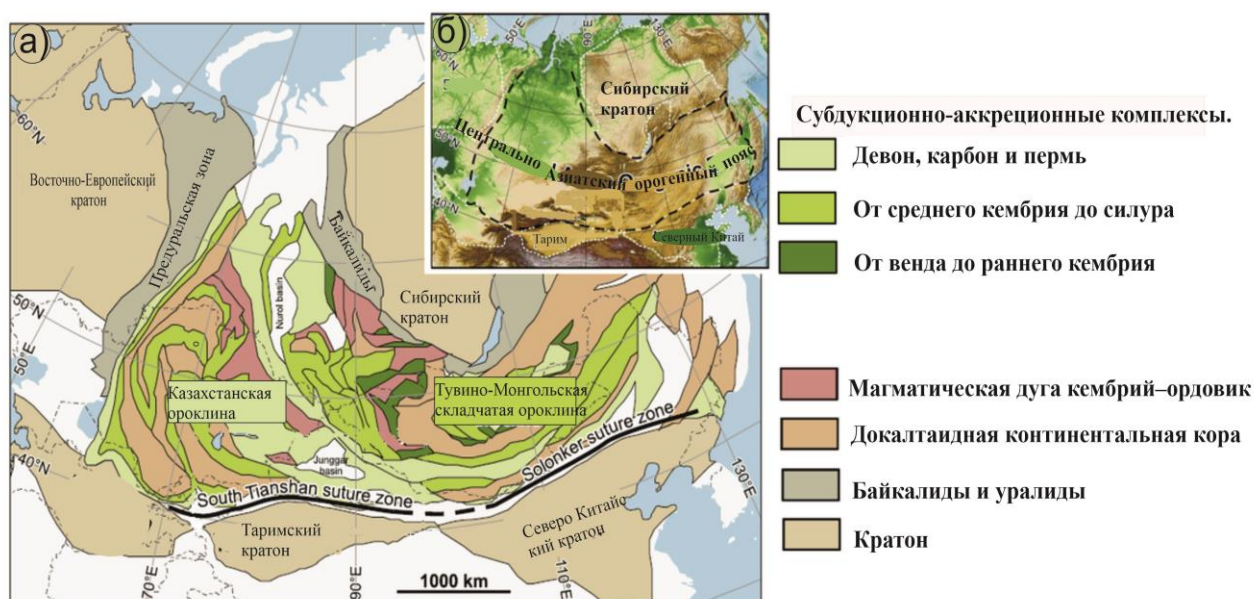 а)
60°N
50°N
50°E
40°N
70°E
90°E
110°E
130°E
Восточно-Европейский
кратон
Предуральская зона
Байкалиды
Сибирский
кратон
Nurol basin
Казахстанская
ороклина
Тувино-Монгольская
складчатая ороклина
Junggar
basin
South Tianshan suture zone
Solonker suture zone
Таримский
кратон
Северо Китайс
кий кратон
1000 km
б)
60°N
50°E
90°E
130°E
50°N
40°N
Сибирский
кратон
Центрально Азиатский орогенный пояс
Тарим
Северный Китай
Субдукционно-аккреционные комплексы.
Девон, карбон и пермь
От среднего кембрия до силура
От венда до раннего кембрия
Магматическая дуга кембрий–ордовик
Докалтаидная континентальная кора
Байкалиды и уралиды
Кратон